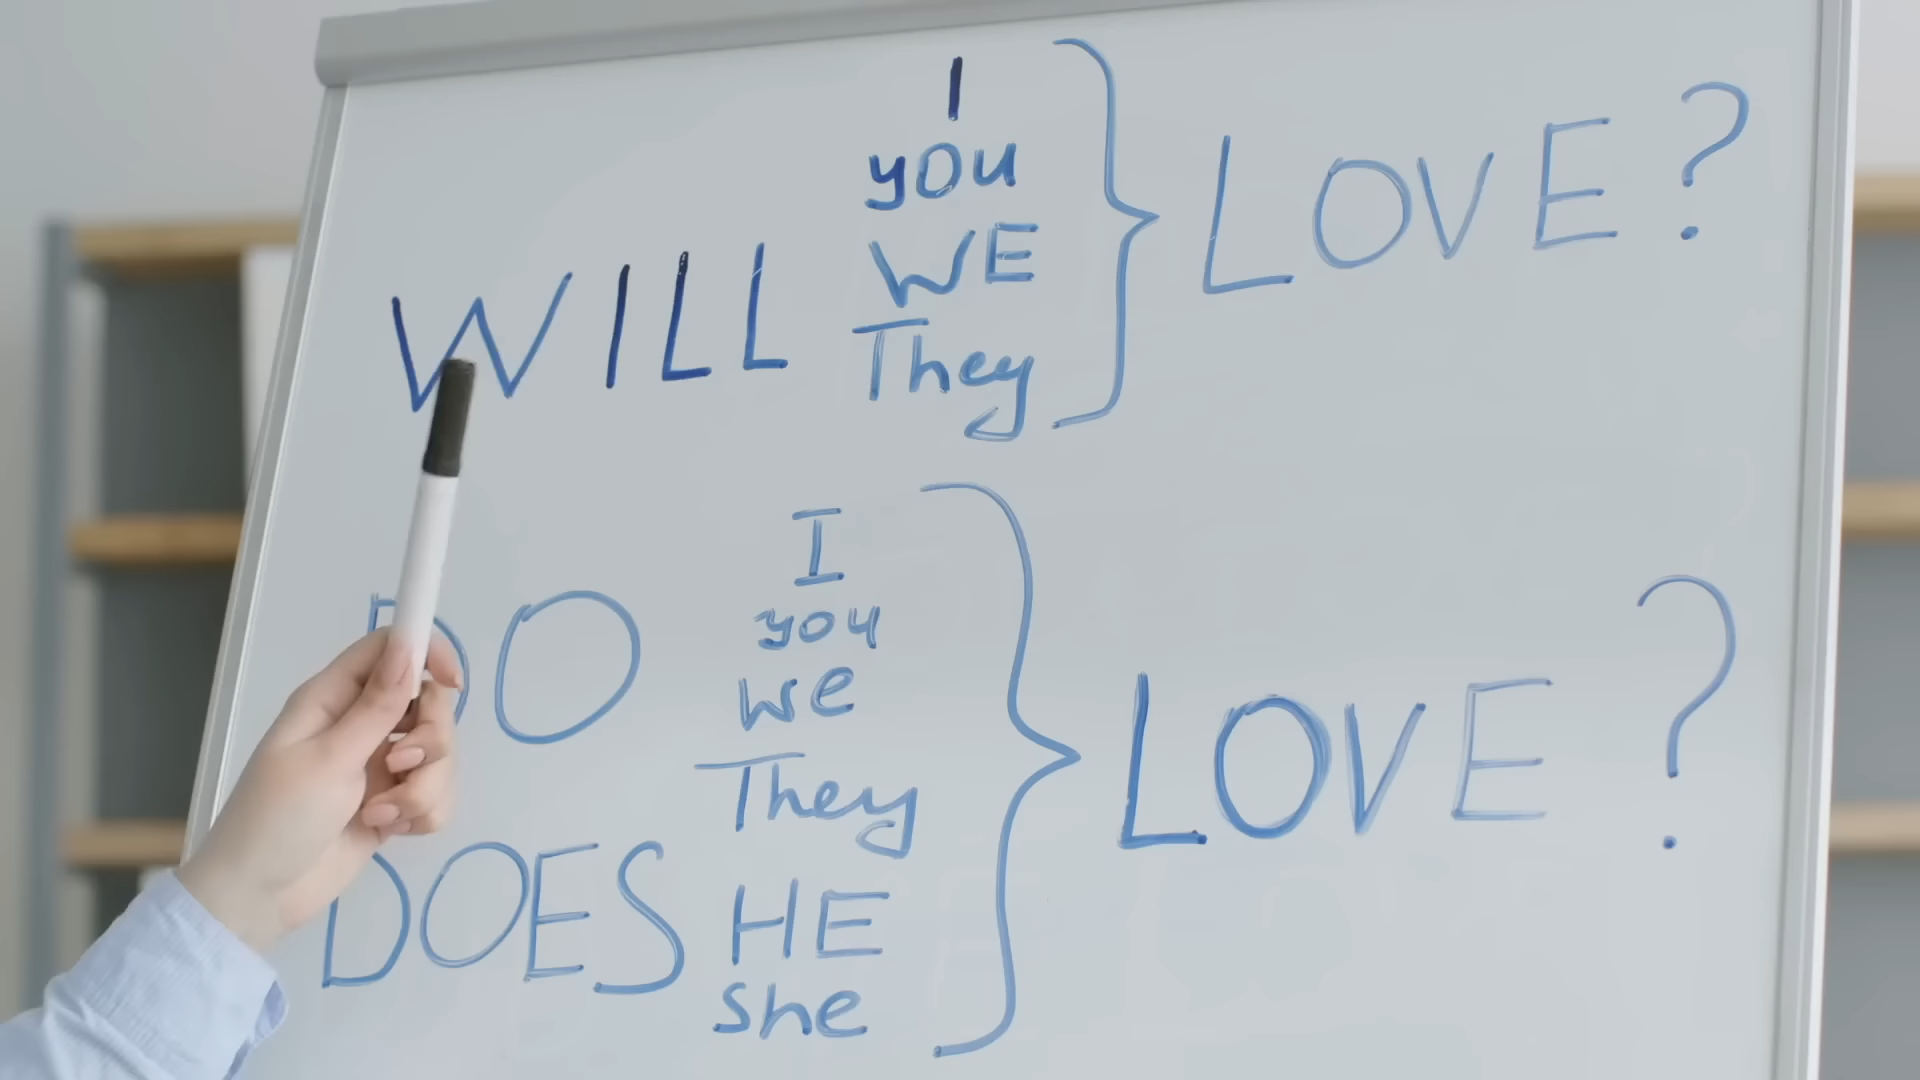 I
you
WE
They
WILL
LOVE ?
I
you
we
They
DO
HE
she
DOES
LOVE ?